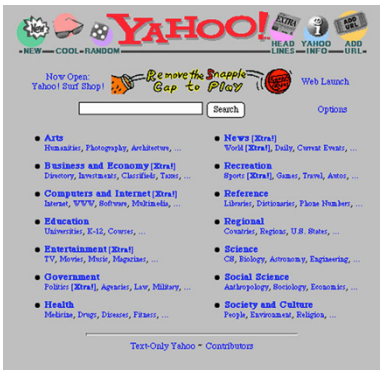 New
YAHOO!
EXTRA
i
ADD URL
NEW COOL RANDOM
HEAD LINES
YAHOO INFO
ADD URL
Now Open:
Yahoo! Surf Shop!
Remove the Snapple
Cap to Play
Web Launch
Search
Options
Arts
Humanities, Photography, Architecture, ...
Business and Economy [Xtra!]
Directory, Investments, Classifieds, Taxes, ...
Computers and Internet [Xtra!]
Internet, WWW, Software, Multimedia, ...
Education
Universities, K-12, Courses, ...
Entertainment [Xtra!]
TV, Movies, Music, Magazines, ...
Government
Politics [Xtra!], Agencies, Law, Military, ...
Health
Medicine, Drugs, Diseases, Fitness, ...
News [Xtra!]
World [Xtra!], Daily, Current Events, ...
Recreation
Sports [Xtra!], Games, Travel, Autos, ...
Reference
Libraries, Dictionaries, Phone Numbers, ...
Regional
Countries, Regions, U.S. States, ...
Science
CS, Biology, Astronomy, Engineering, ...
Social Science
Anthropology, Sociology, Economics, ...
Society and Culture
People, Environment, Religion, ...
Text-Only Yahoo - Contributors